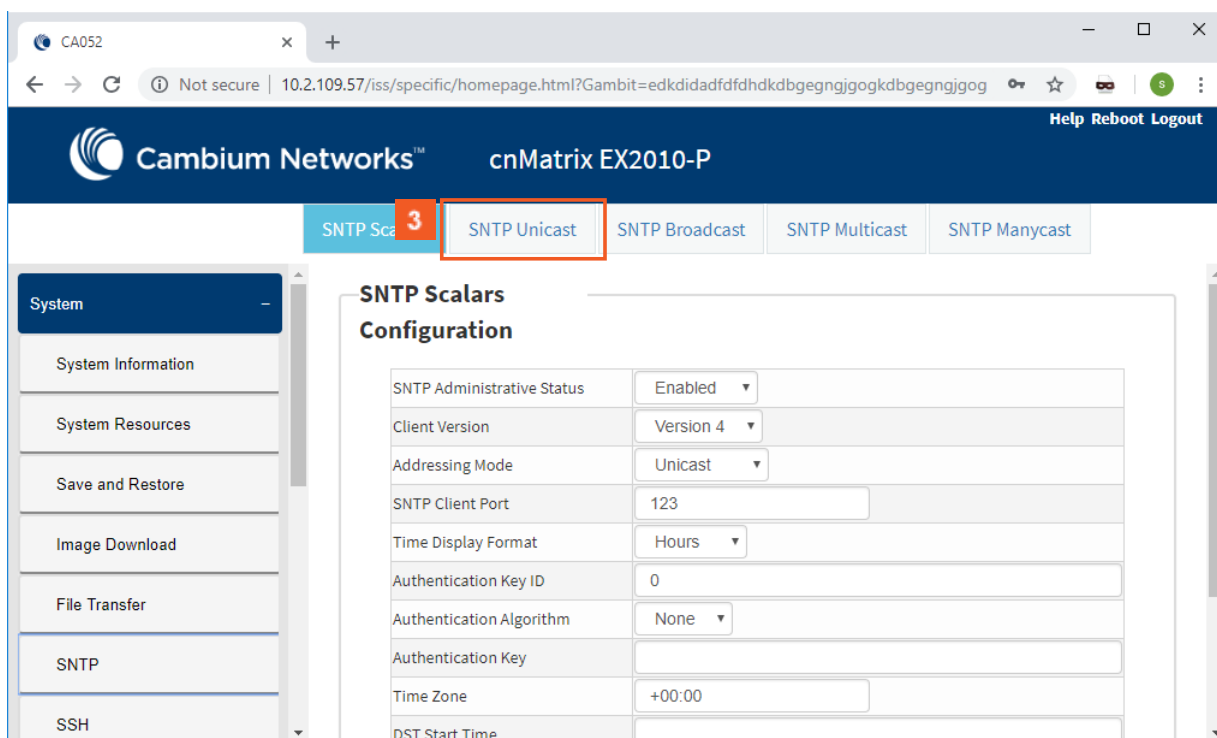 CA052
Not secure | 10.2.109.57/iss/specific/homepage.html?Gambit=edkdidadfdfdhdkdbgegngjgogkdbgegngjgog
S
Help Reboot Logout
Cambium Networks™ cnMatrix EX2010-P
SNTP Sca 3 SNTP Unicast SNTP Broadcast SNTP Multicast SNTP Manycast
System
System Information
System Resources
Save and Restore
Image Download
File Transfer
SNTP
SSH
SNTP Scalars
Configuration
SNTP Administrative Status Enabled
Client Version Version 4
Addressing Mode Unicast
SNTP Client Port 123
Time Display Format Hours
Authentication Key ID 0
Authentication Algorithm None
Authentication Key
Time Zone +00:00
DST Start Time